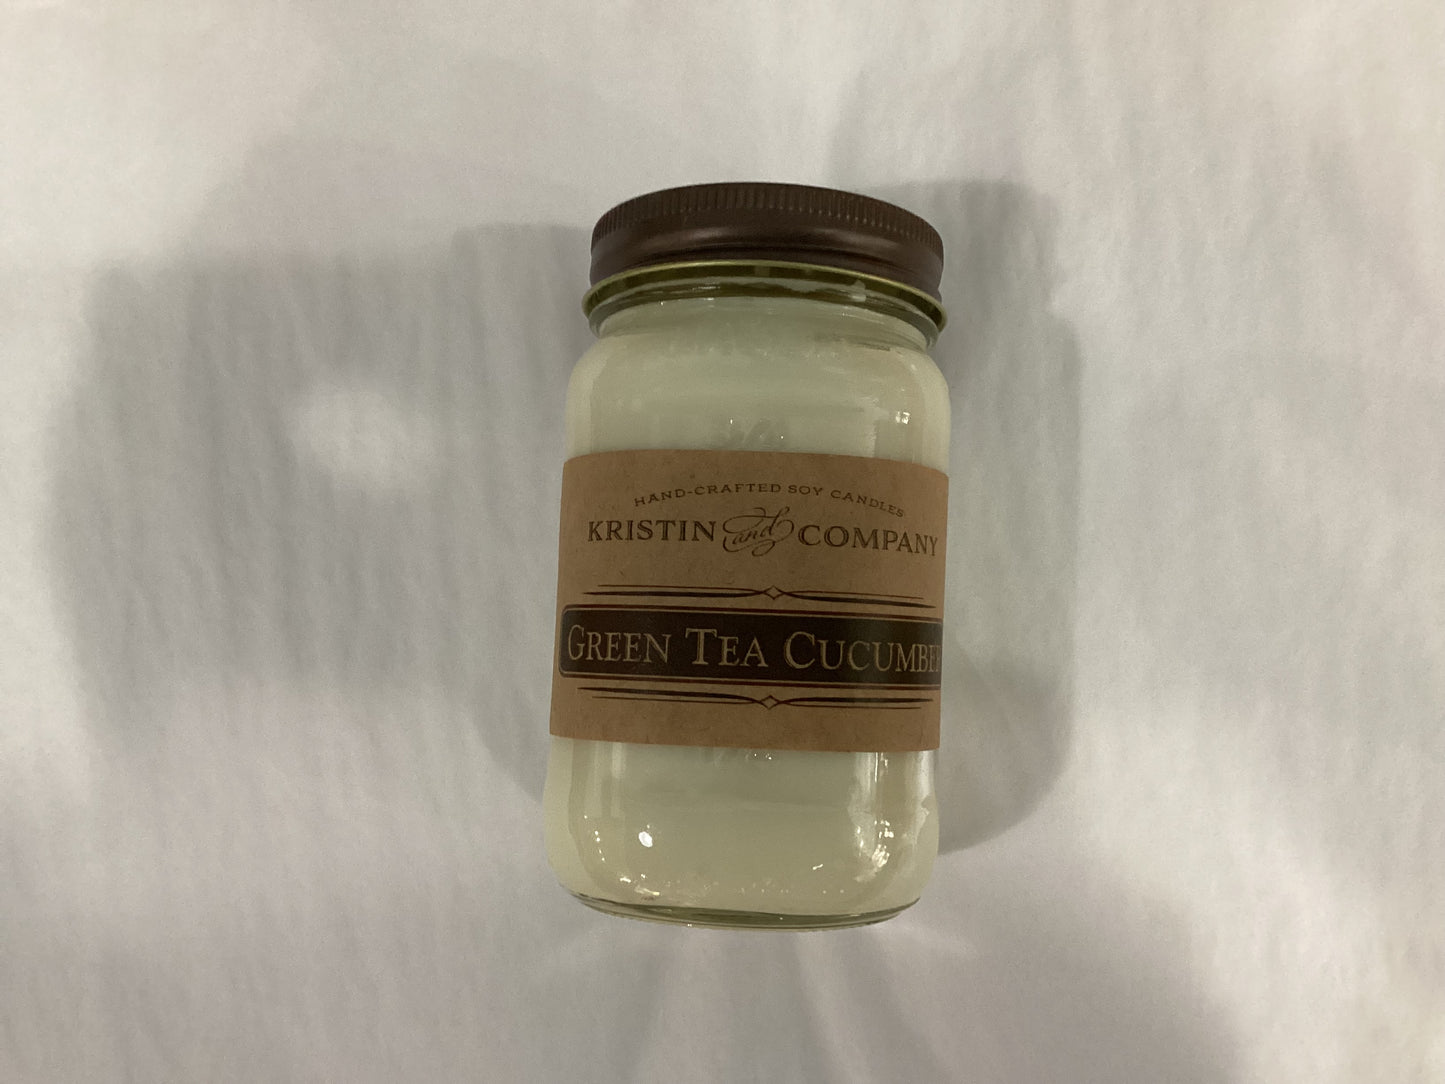 HAND-CRAFTED SOY CANDLES
KRISTIN and COMPANY
GREEN TEA CUCUMBER